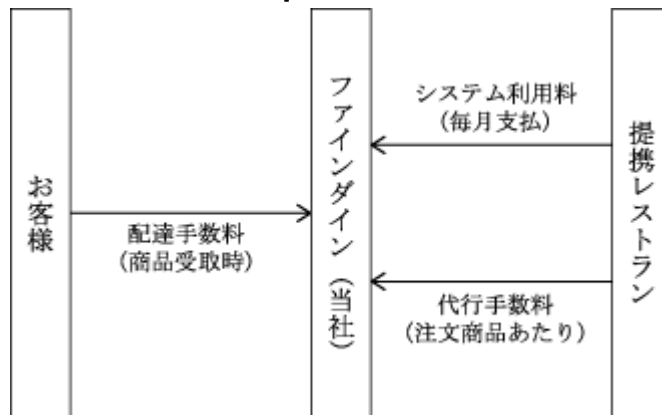 お客様
配達手数料
(商品受取時)
ファインダイン（当社）
システム利用料
(毎月支払)
代行手数料
(注文商品あたり)
提携レストラン